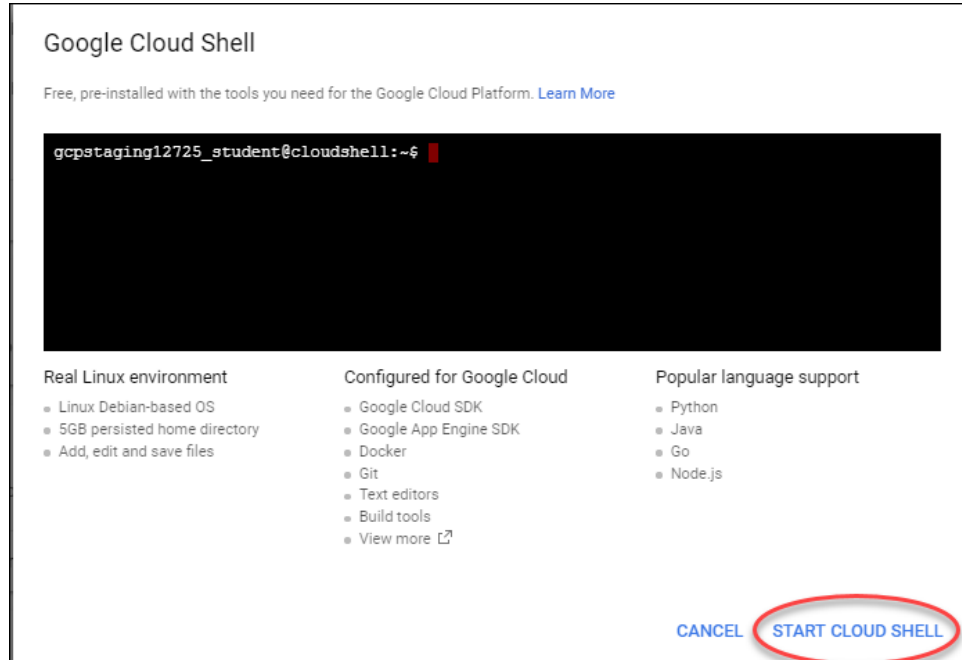 Google Cloud Shell
Free, pre-installed with the tools you need for the Google Cloud Platform. Learn More
gcpstaging12725_student@cloudshell:~$
Real Linux environment
Linux Debian-based OS
5GB persisted home directory
Add, edit and save files
Configured for Google Cloud
Google Cloud SDK
Google App Engine SDK
Docker
Git
Text editors
Build tools
View more
Popular language support
Python
Java
Go
Node.js
CANCEL
START CLOUD SHELL